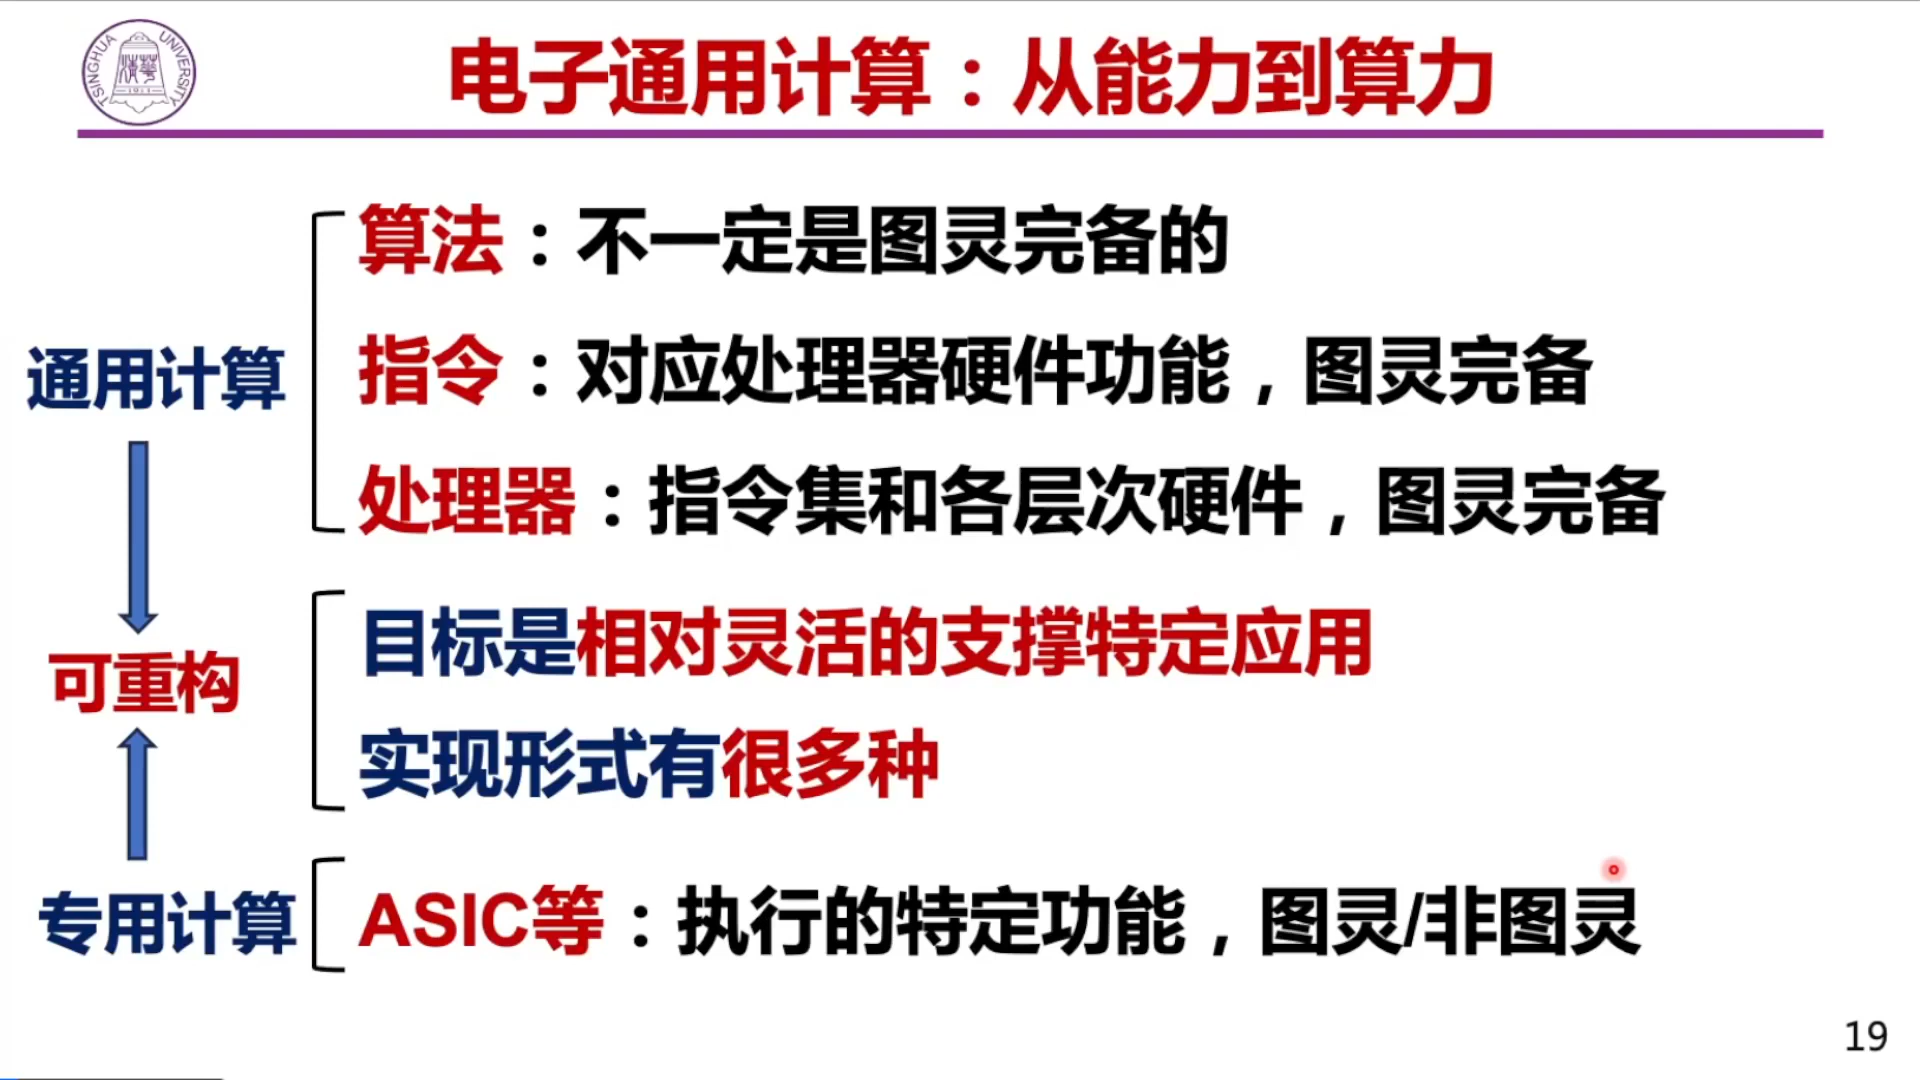 TSINGHUA UNIVERSITY
清华
1911
电子通用计算：从能力到算力
通用计算
算法：不一定是图灵完备的
指令：对应处理器硬件功能，图灵完备
处理器：指令集和各层次硬件，图灵完备
可重构
目标是相对灵活的支撑特定应用
实现形式有很多种
专用计算
ASIC等：执行的特定功能，图灵/非图灵
19